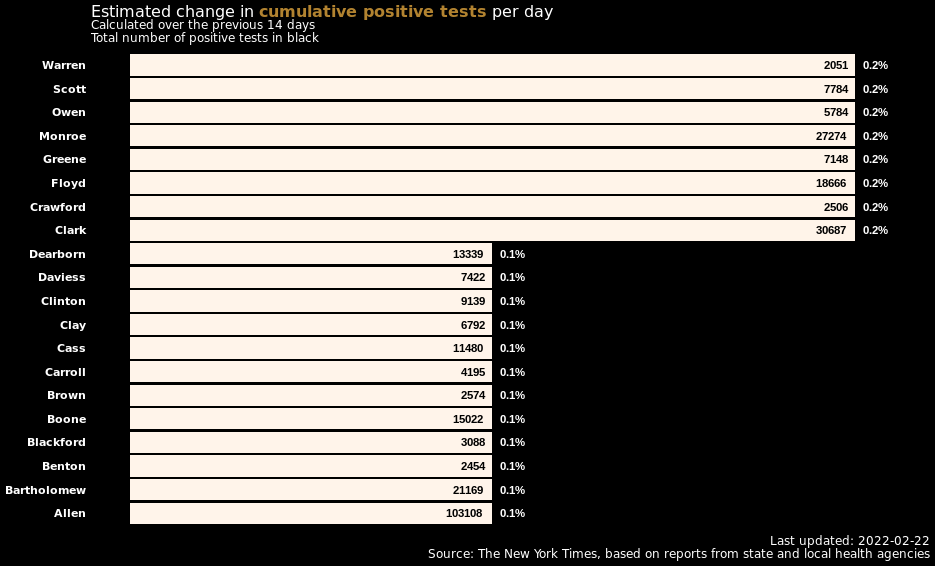 Estimated change in cumulative positive tests per day
Calculated over the previous 14 days
Total number of positive tests in black
Warren 2051 0.2%
Scott 7784 0.2%
Owen 5784 0.2%
Monroe 27274 0.2%
Greene 7148 0.2%
Floyd 18666 0.2%
Crawford 2506 0.2%
Clark 30687 0.2%
Dearborn 13339 0.1%
Daviess 7422 0.1%
Clinton 9139 0.1%
Clay 6792 0.1%
Cass 11480 0.1%
Carroll 4195 0.1%
Brown 2574 0.1%
Boone 15022 0.1%
Blackford 3088 0.1%
Benton 2454 0.1%
Bartholomew 21169 0.1%
Allen 103108 0.1%
Last updated: 2022-02-22
Source: The New York Times, based on reports from state and local health agencies